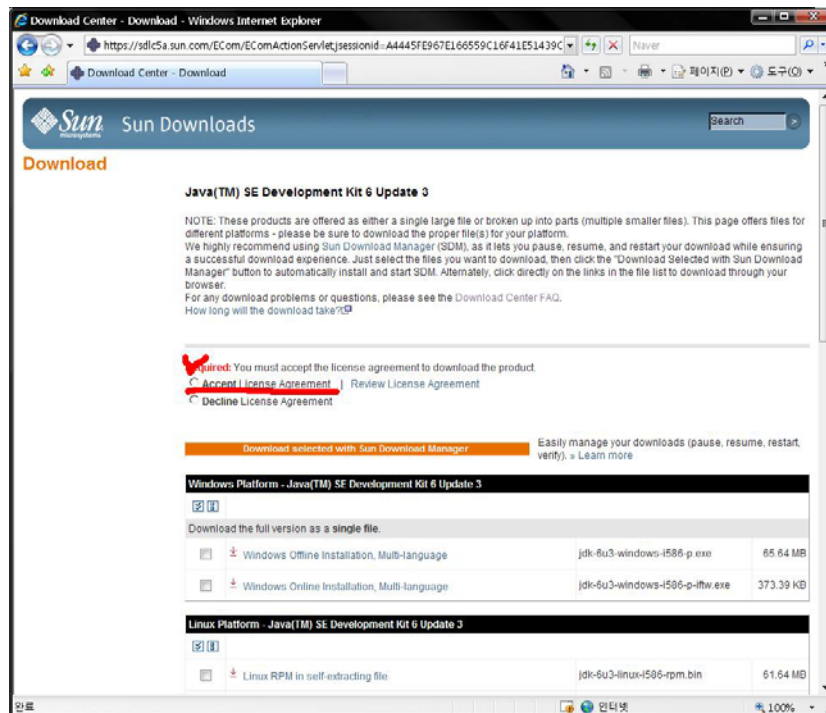 Download Center - Download - Windows Internet Explorer
https://sdlc5a.sun.com/ECom/EComActionServlet;jsessionid=A4445FE967E166559C16F41E51439C
Naver
Download Center - Download
페이지(P)
도구(O)
Sun
microsystems
Sun Downloads
Search
Download
Java(TM) SE Development Kit 6 Update 3
NOTE: These products are offered as either a single large file or broken up into parts (multiple smaller files). This page offers files for
different platforms - please be sure to download the proper file(s) for your platform.
We highly recommend using Sun Download Manager (SDM), as it lets you pause, resume, and restart your download while ensuring
a successful download experience. Just select the files you want to download, then click the "Download Selected with Sun Download
Manager" button to automatically install and start SDM. Alternately, click directly on the links in the file list to download through your
browser.
For any download problems or questions, please see the Download Center FAQ.
How long will the download take?
Required: You must accept the license agreement to download the product.
Accept License Agreement | Review License Agreement
Decline License Agreement
Download selected with Sun Download Manager
Easily manage your downloads (pause, resume, restart,
verify). » Learn more
Windows Platform - Java(TM) SE Development Kit 6 Update 3
Download the full version as a single file.
Windows Offline Installation, Multi-language jdk-6u3-windows-i586-p.exe 65.64 MB
Windows Online Installation, Multi-language jdk-6u3-windows-i586-p-iftw.exe 373.39 KB
Linux Platform - Java(TM) SE Development Kit 6 Update 3
Linux RPM in self-extracting file jdk-6u3-linux-i586-rpm.bin 61.64 MB
완료
인터넷
100%